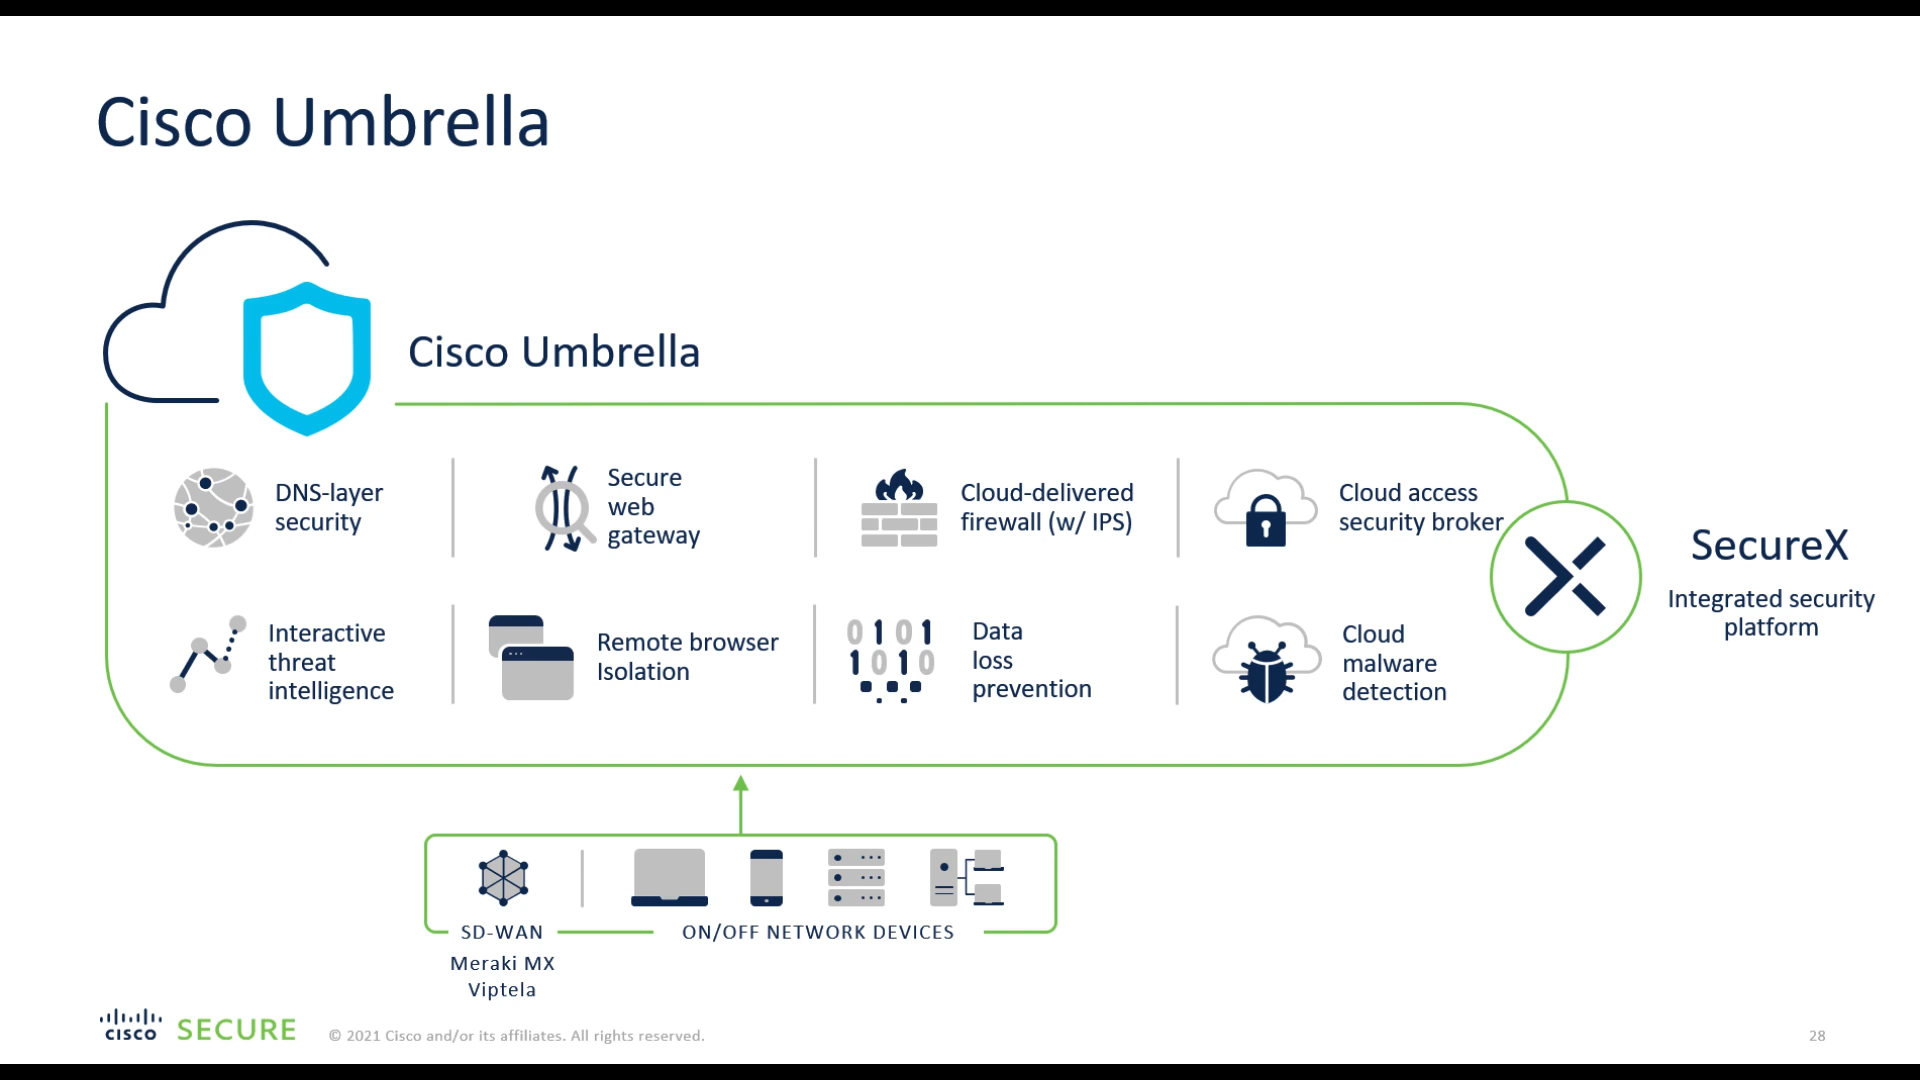 Cisco Umbrella
Cisco Umbrella
DNS-layer
security
Secure
web
gateway
Cloud-delivered
firewall (w/ IPS)
Cloud access
security broker
Interactive
threat
intelligence
Remote browser
Isolation
0101
1010
Data
loss
prevention
Cloud
malware
detection
SecureX
Integrated security
platform
SD-WAN
Meraki MX
Viptela
ON/OFF NETWORK DEVICES
CISCO SECURE
© 2021 Cisco and/or its affiliates. All rights reserved.
28